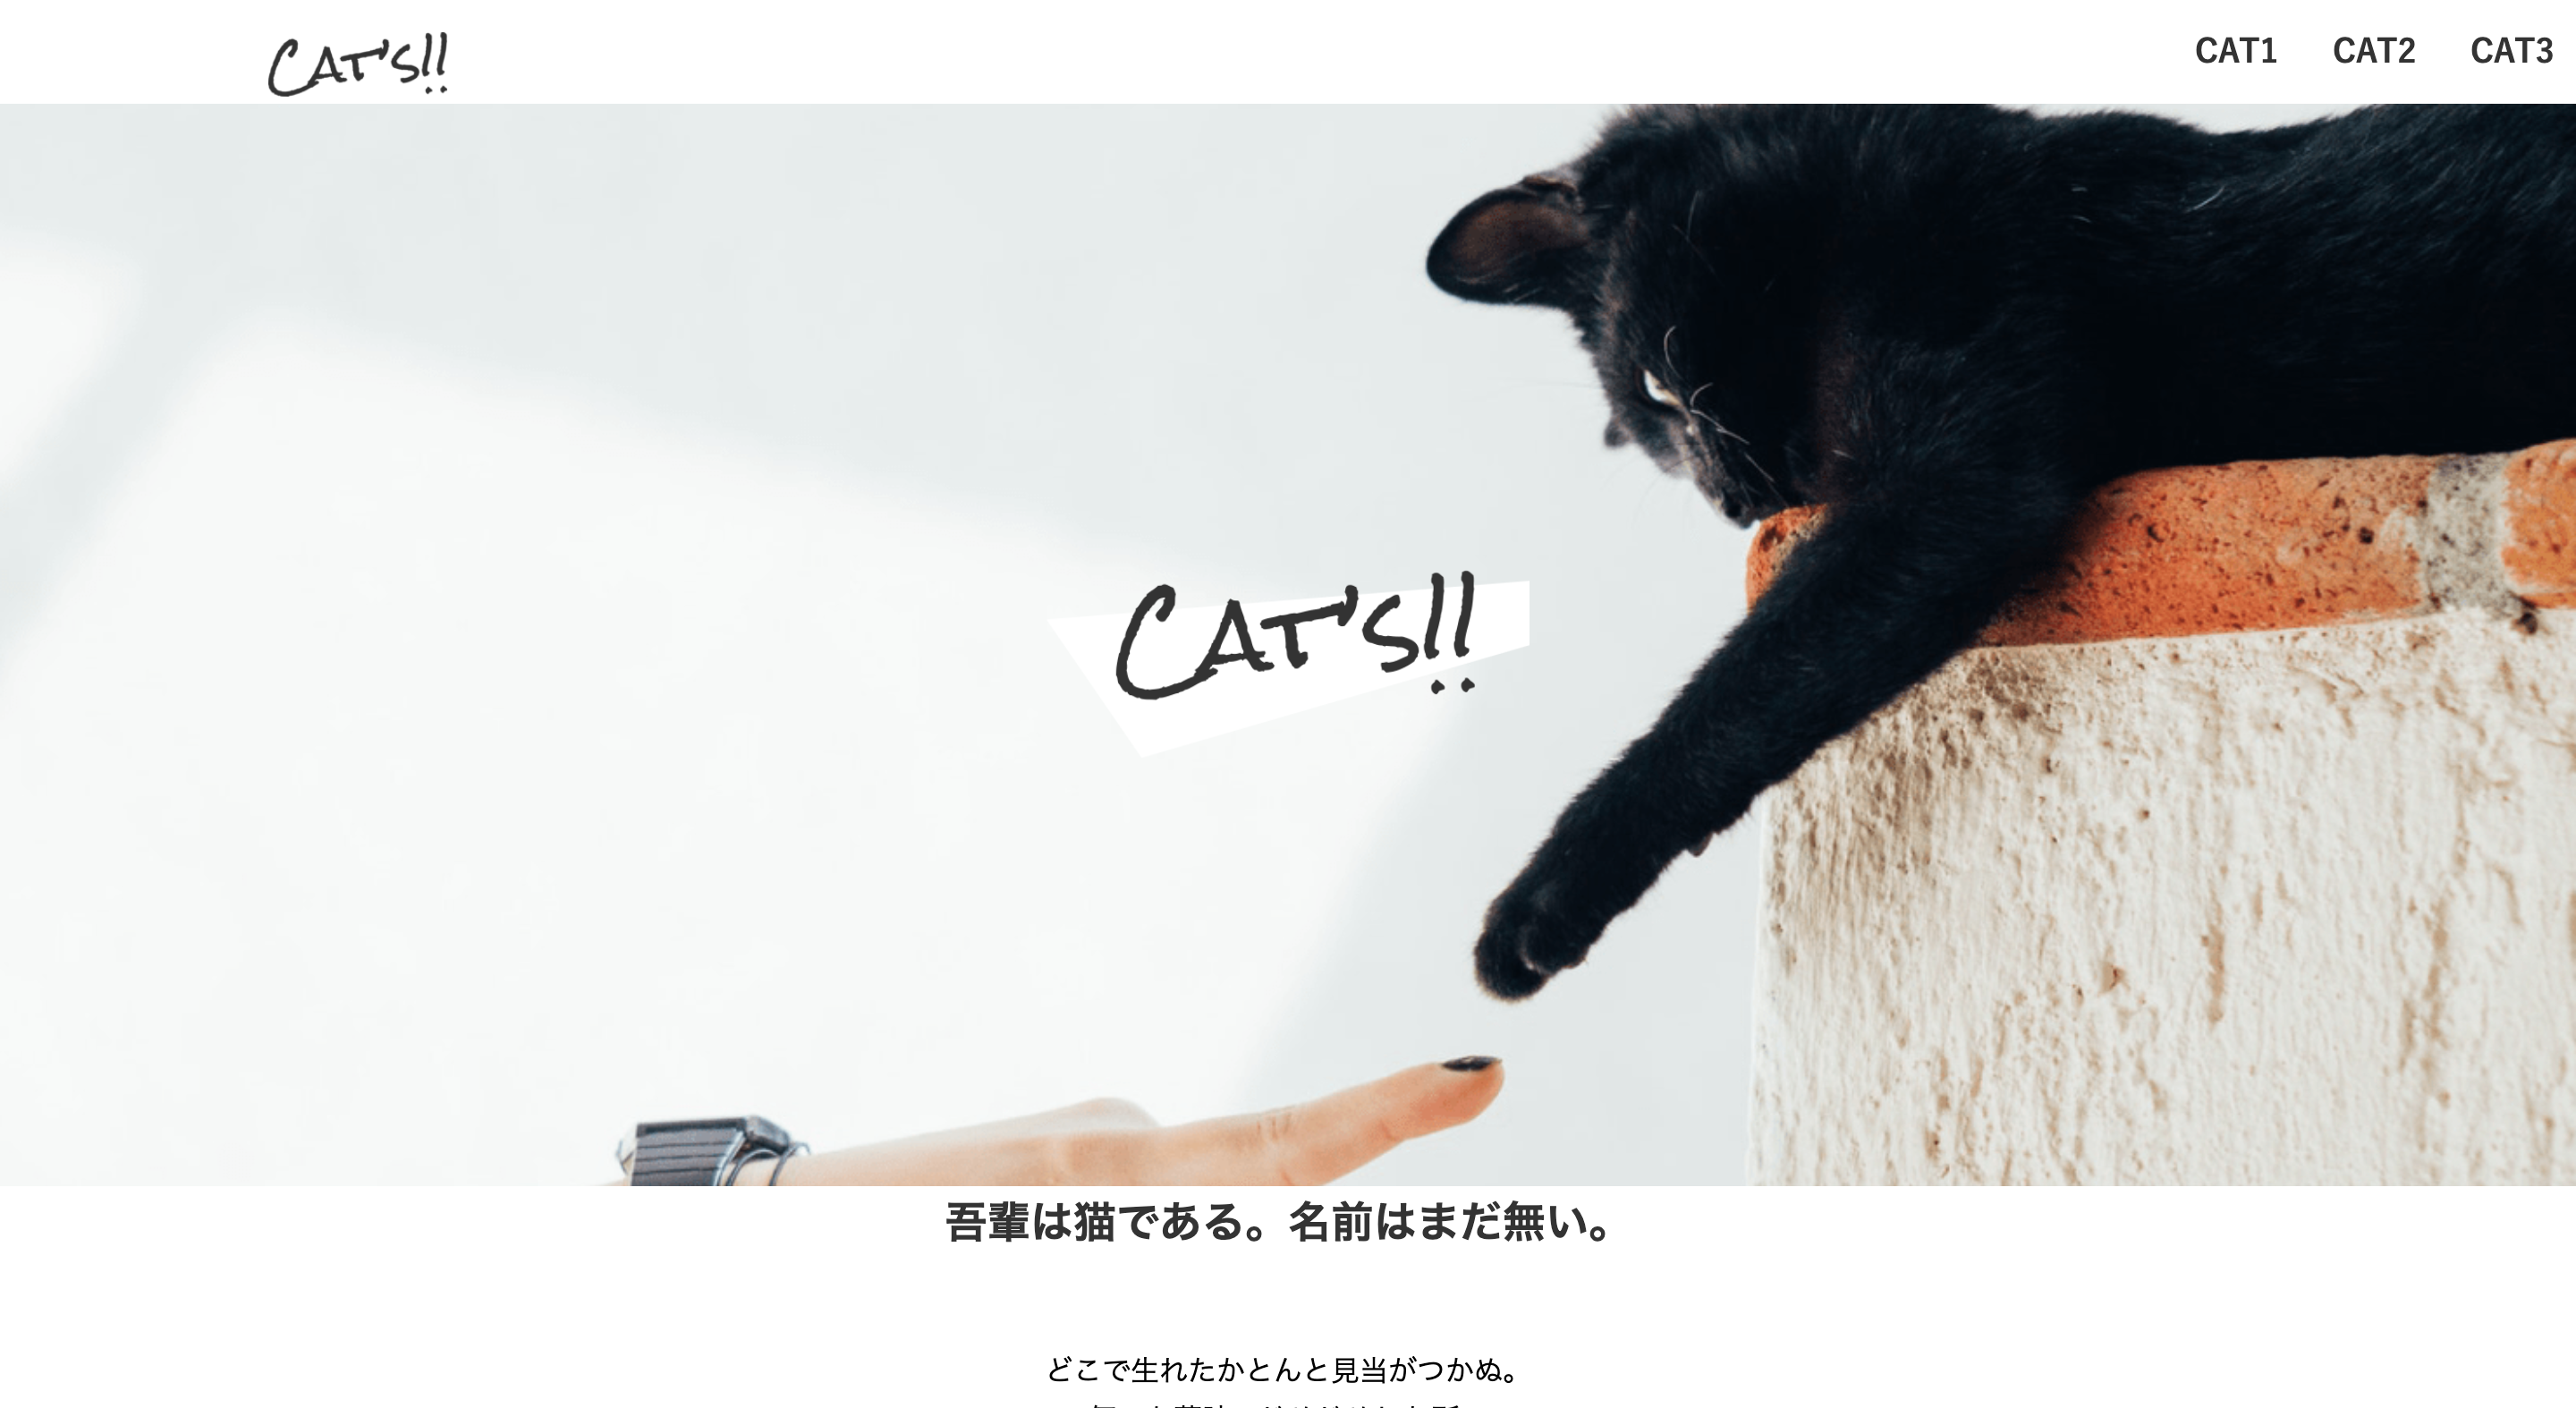 CAT'S!!
CAT1 CAT2 CAT3
CAT'S!!
吾輩は猫である。名前はまだ無い。
どこで生れたかとんと見当がつかぬ。